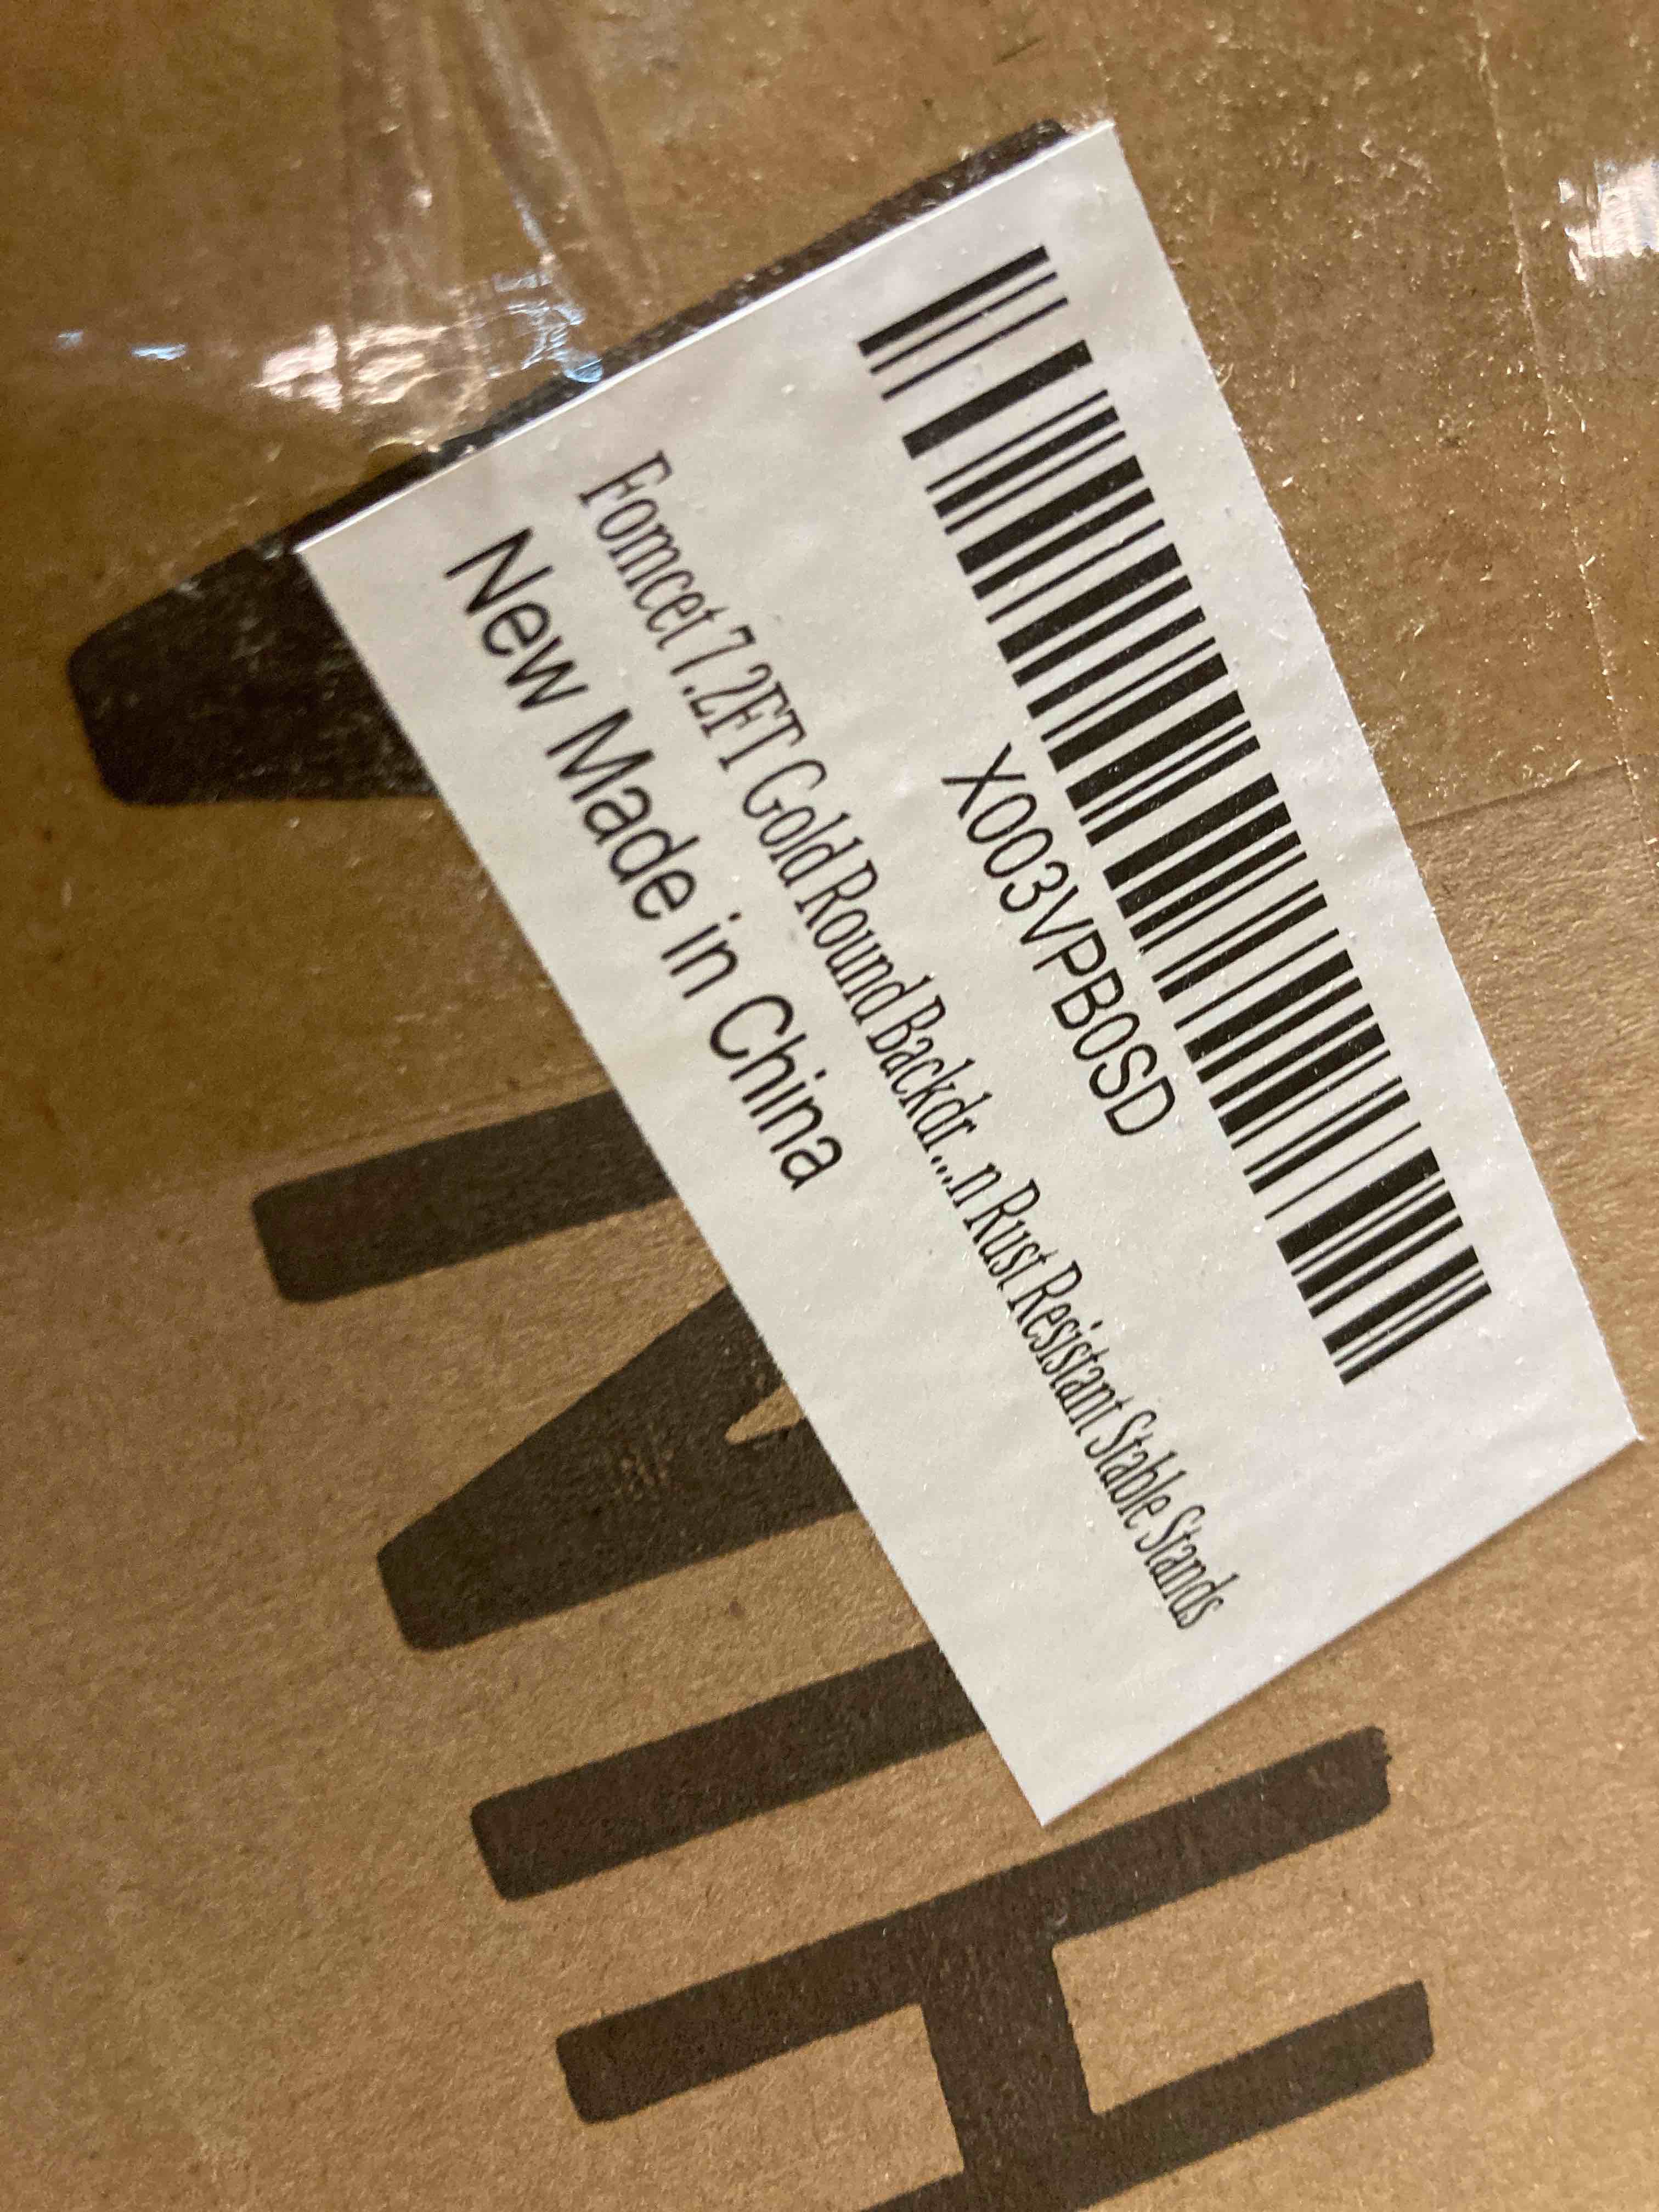 X003VPB0SD
Fomcet 7.2FT Gold Round Backdr...n Rust Resistant Stable Stands
New Made in China